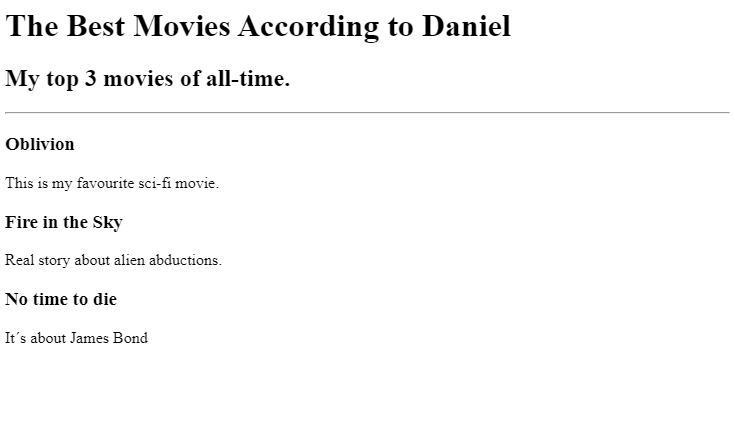 The Best Movies According to Daniel
My top 3 movies of all-time.
Oblivion
This is my favourite sci-fi movie.
Fire in the Sky
Real story about alien abductions.
No time to die
It´s about James Bond